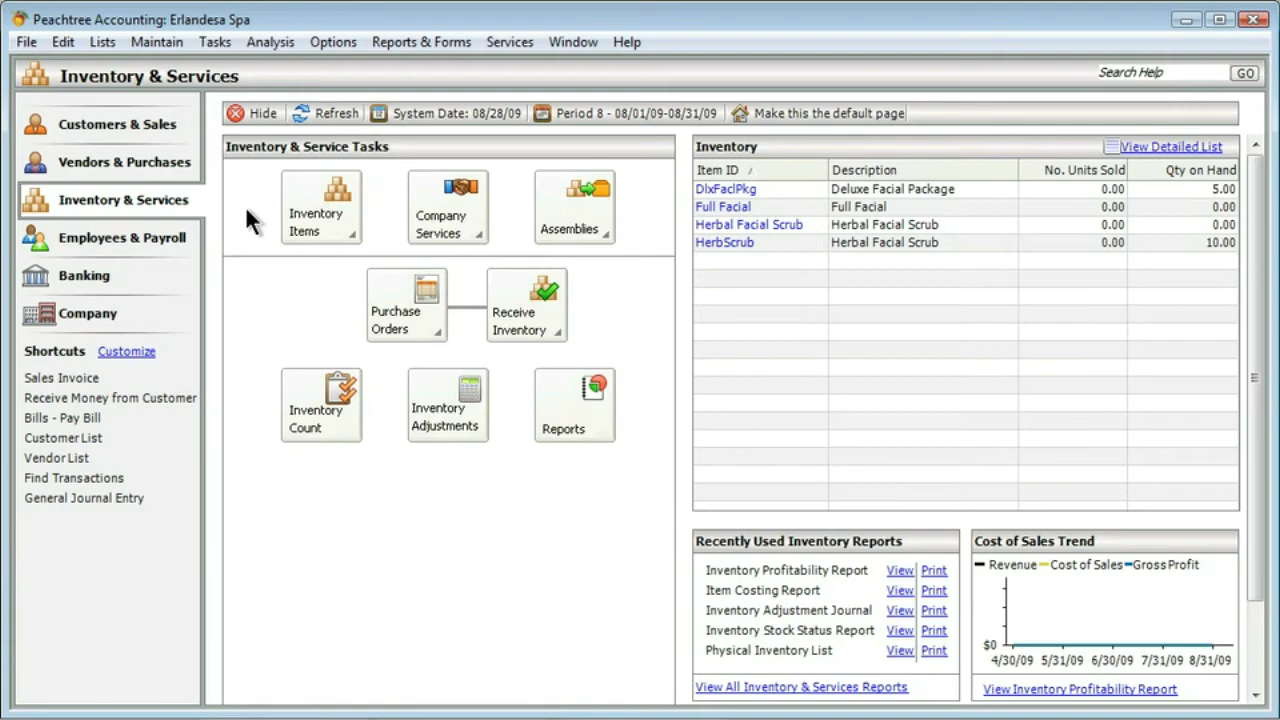 Peachtree Accounting: Erlandesa Spa
File Edit Lists Maintain Tasks Analysis Options Reports & Forms Services Window Help
Inventory & Services
Search Help GO
Customers & Sales
Vendors & Purchases
Inventory & Services
Employees & Payroll
Banking
Company
Shortcuts Customize
Sales Invoice
Receive Money from Customer
Bills - Pay Bill
Customer List
Vendor List
Find Transactions
General Journal Entry
Hide Refresh System Date: 08/28/09 Period 8 - 08/01/09-08/31/09 Make this the default page
Inventory & Service Tasks
Inventory
Items
Company
Services
Assemblies
Purchase
Orders
Receive
Inventory
Inventory
Count
Inventory
Adjustments
Reports
Inventory View Detailed List
Item ID / Description No. Units Sold Qty on Hand
DlxFaclPkg Deluxe Facial Package 0.00 5.00
Full Facial Full Facial 0.00 0.00
Herbal Facial Scrub Herbal Facial Scrub 0.00 0.00
HerbScrub Herbal Facial Scrub 0.00 10.00
Recently Used Inventory Reports
Inventory Profitability Report View Print
Item Costing Report View Print
Inventory Adjustment Journal View Print
Inventory Stock Status Report View Print
Physical Inventory List View Print
View All Inventory & Services Reports
Cost of Sales Trend
Revenue Cost of Sales Gross Profit
$0
4/30/09 5/31/09 6/30/09 7/31/09 8/31/09
View Inventory Profitability Report